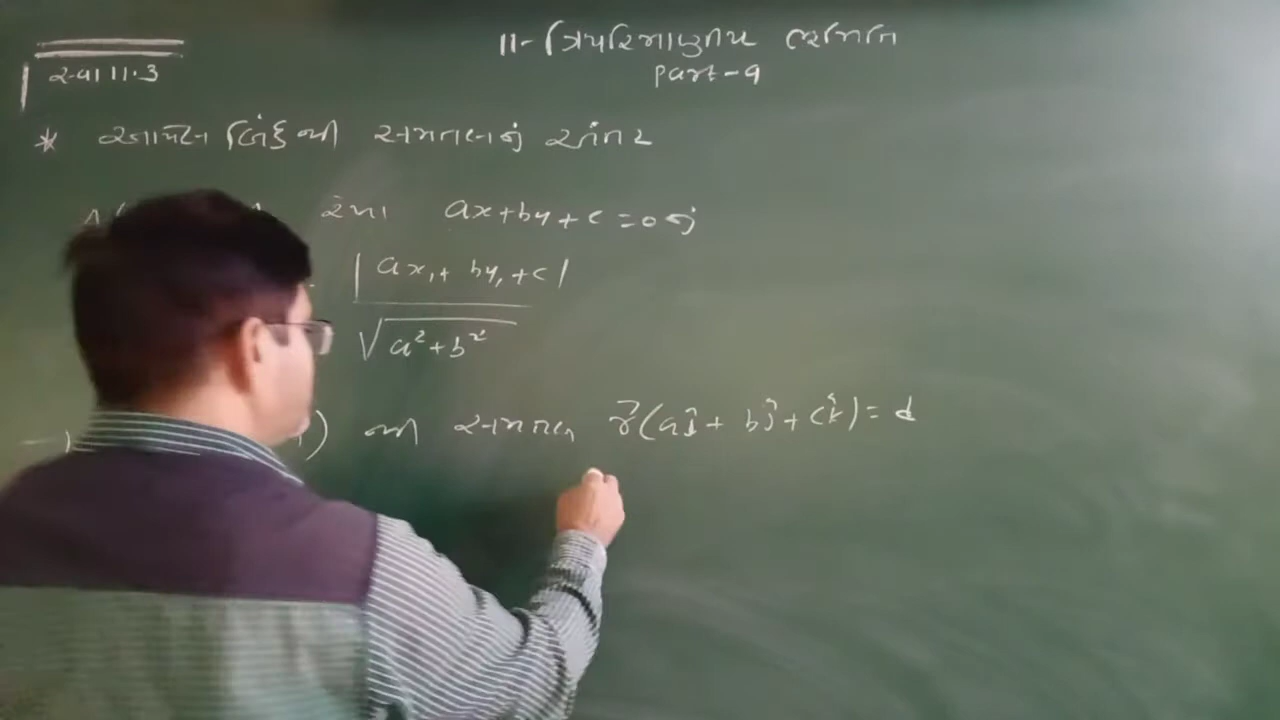 11- ત્રિપરિમાણીય ભૂમિતિ
part-9
સ્વા 11.3
* આપેલ બિંદુથી સમતલનું અંતર
રેખા ax+by+c=0 નું
|ax₁+ by₁+c|
√a²+b²
) થી સમતલ r⃗(aî+ bĵ+ck̂)= d